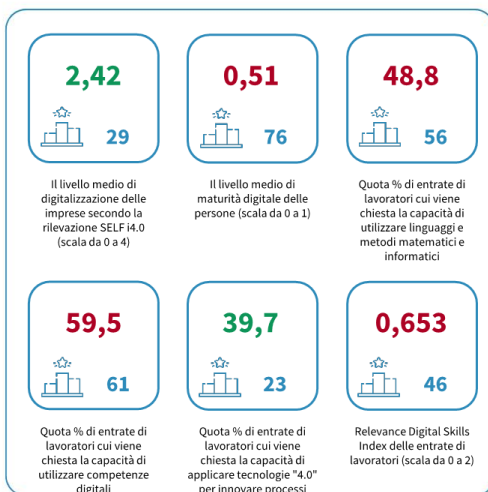 2,42
29
Il livello medio di
digitalizzazione delle
imprese secondo la
rilevazione SELF i4.0
(scala da 0 a 4)
0,51
76
Il livello medio di
maturità digitale delle
persone (scala da 0 a 1)
48,8
56
Quota % di entrate di
lavoratori cui viene
chiesta la capacità di
utilizzare linguaggi e
metodi matematici e
informatici
59,5
61
Quota % di entrate di
lavoratori cui viene
chiesta la capacità di
utilizzare competenze
digitali
39,7
23
Quota % di entrate di
lavoratori cui viene
chiesta la capacità di
applicare tecnologie "4.0"
per innovare processi
0,653
46
Relevance Digital Skills
Index delle entrate di
lavoratori (scala da 0 a 2)